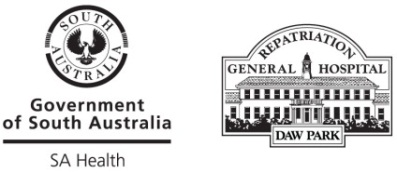 SOUTH
AUSTRALIA
Government
of South Australia
SA Health
REPATRIATION
GENERAL HOSPITAL
DAW PARK